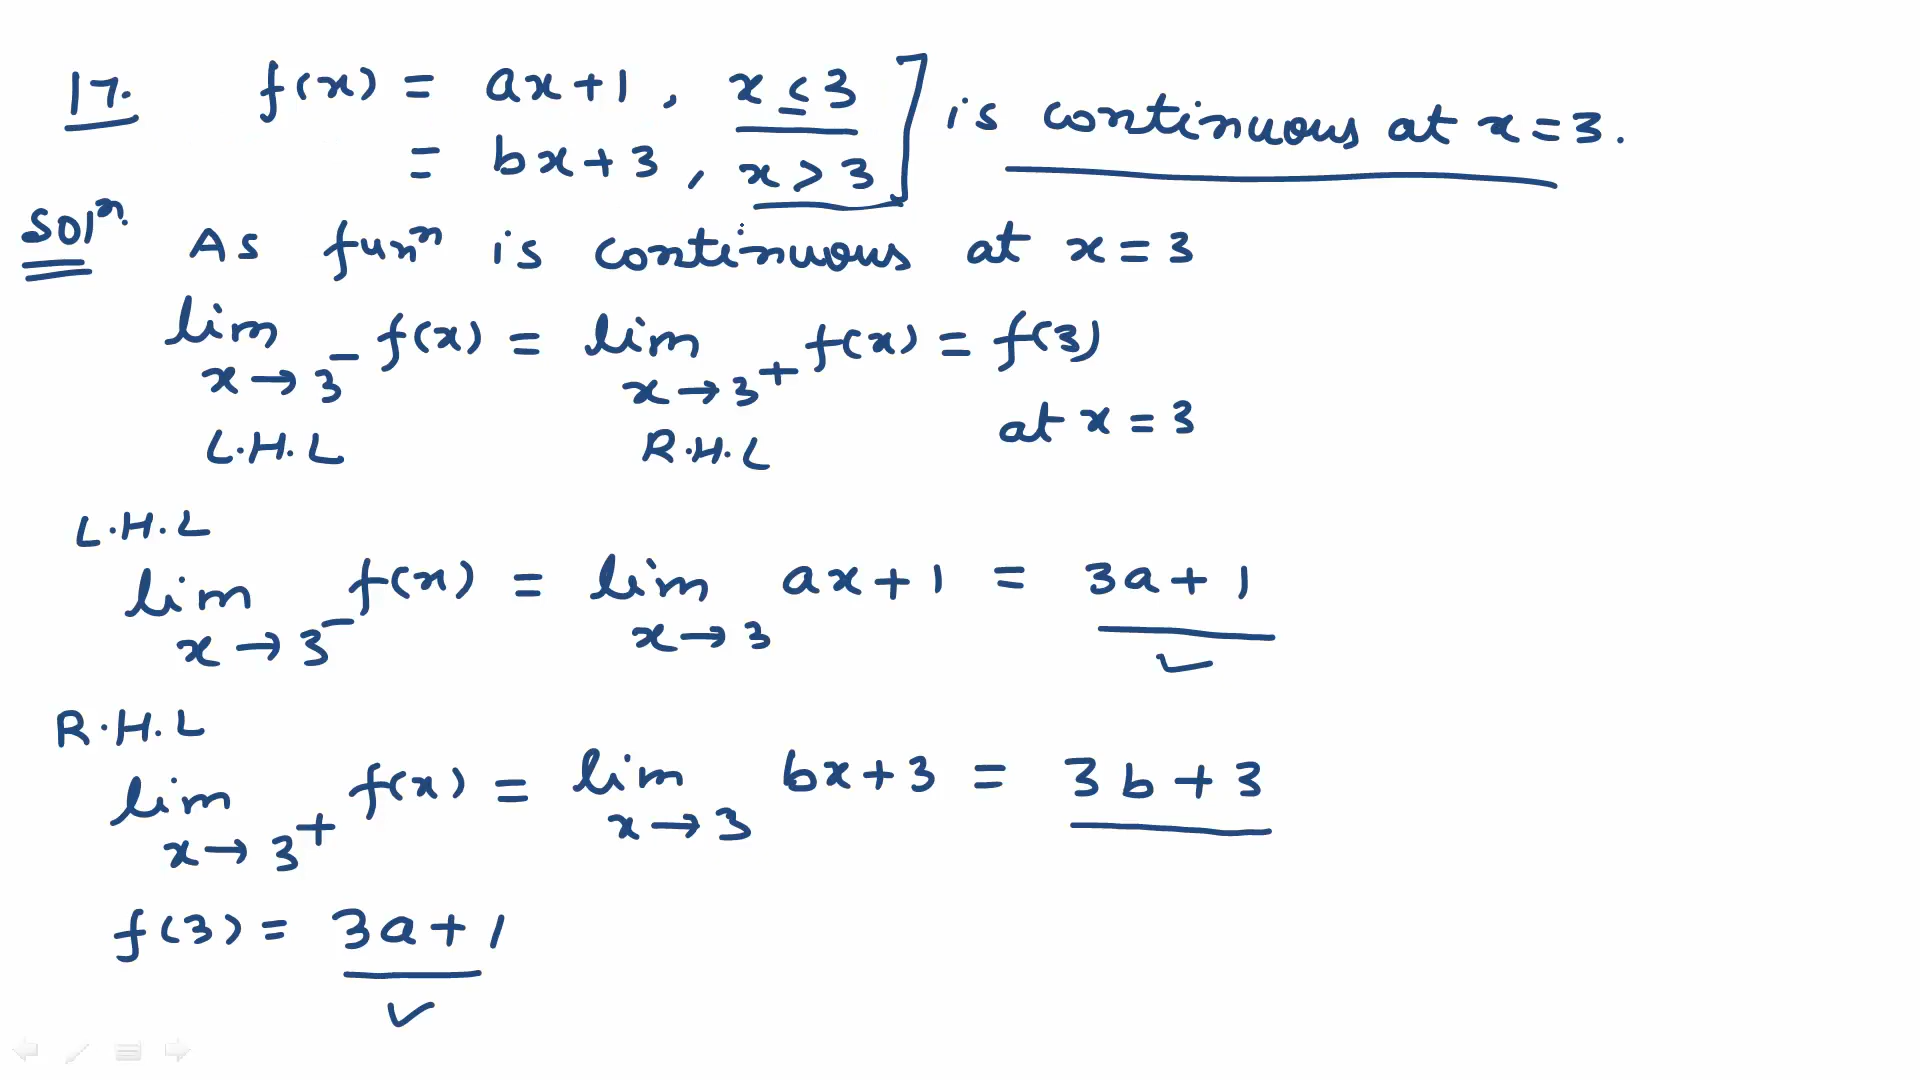 17. f(x) = ax+1, x ≤ 3 ] is continuous at x=3.
= bx+3, x > 3
Solⁿ. As funⁿ is continuous at x=3
lim f(x) = lim f(x) = f(3)
x→3⁻ x→3⁺
at x=3
L.H.L R.H.L
L.H.L
lim f(x) = lim ax+1 = 3a+1
x→3⁻ x→3 ✓
R.H.L
lim f(x) = lim bx+3 = 3b+3
x→3⁺ x→3
f(3) = 3a+1
✓